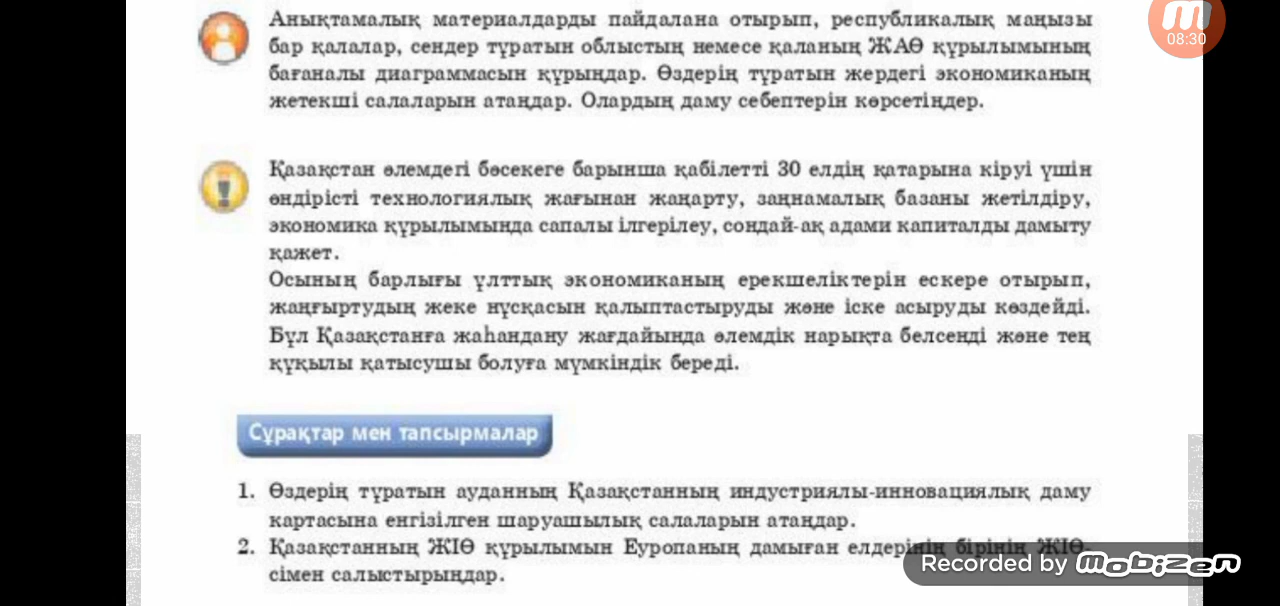 08:30
Анықтамалық материалдарды пайдалана отырып, республикалық маңызы
бар қалалар, сендер тұратын облыстың немесе қаланың ЖАӨ құрылымының
бағаналы диаграммасын құрыңдар. Өздерің тұратын жердегі экономиканың
жетекші салаларын атаңдар. Олардың даму себептерін көрсетіңдер.
Қазақстан әлемдегі бәсекеге барынша қабілетті 30 елдің қатарына кіруі үшін
өндірісті технологиялық жағынан жаңарту, заңнамалық базаны жетілдіру,
экономика құрылымында сапалы ілгерілеу, сондай-ақ адами капиталды дамыту
қажет.
Осының барлығы ұлттық экономиканың ерекшеліктерін ескере отырып,
жаңғыртудың жеке нұсқасын қалыптастыруды және іске асыруды көздейді.
Бұл Қазақстанға жаһандану жағдайында әлемдік нарықта белсенді және тең
құқылы қатысушы болуға мүмкіндік береді.
Сұрақтар мен тапсырмалар
1. Өздерің тұратын ауданның Қазақстанның индустриялы-инновациялық даму
картасына енгізілген шаруашылық салаларын атаңдар.
2. Қазақстанның ЖІӨ құрылымын Еуропаның дамыған елдерінің бірінің ЖІӨ-
сімен салыстырыңдар.
Recorded by mobizen